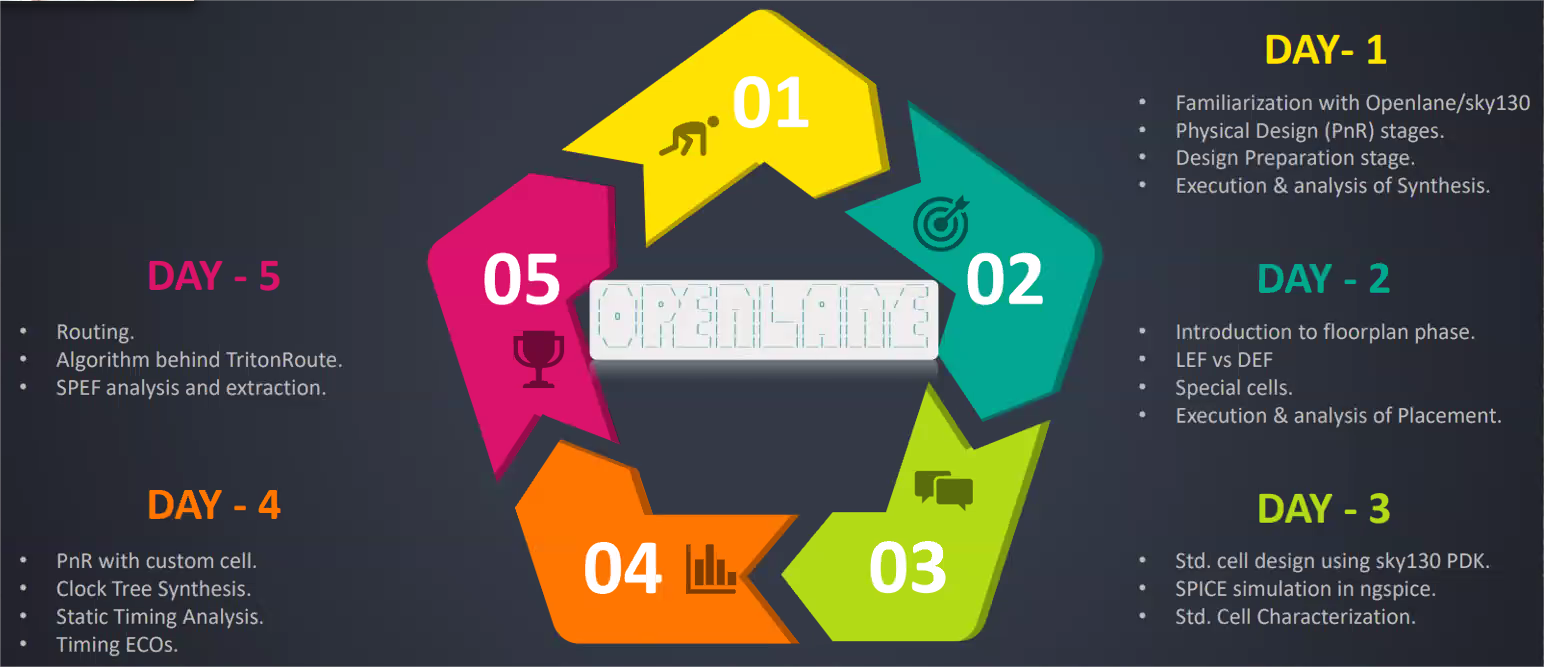 DAY- 1
• Familiarization with Openlane/sky130
• Physical Design (PnR) stages.
• Design Preparation stage.
• Execution & analysis of Synthesis.
DAY - 2
• Introduction to floorplan phase.
• LEF vs DEF
• Special cells.
• Execution & analysis of Placement.
DAY - 3
• Std. cell design using sky130 PDK.
• SPICE simulation in ngspice.
• Std. Cell Characterization.
DAY - 4
• PnR with custom cell.
• Clock Tree Synthesis.
• Static Timing Analysis.
• Timing ECOs.
DAY - 5
• Routing.
• Algorithm behind TritonRoute.
• SPEF analysis and extraction.
01
02
03
04
05
OPENLANE